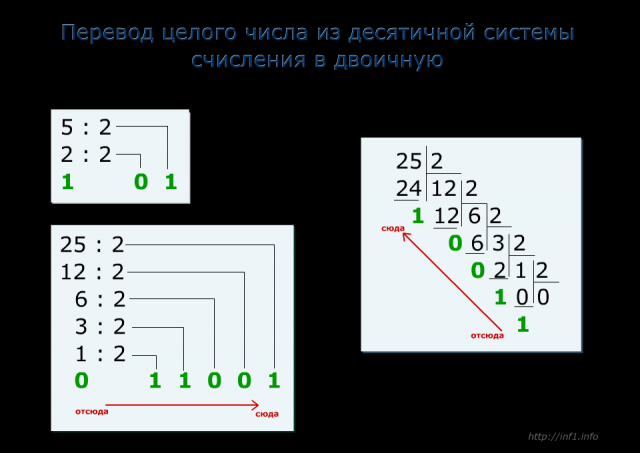 Перевод целого числа из десятичной системы
счисления в двоичную
5 : 2
2 : 2
1 0 1
25 : 2
12 : 2
6 : 2
3 : 2
1 : 2
0 1 1 0 0 1
отсюда сюда
25 2
24 12 2
1 12 6 2
сюда
0 6 3 2
0 2 1 2
1 0 0
1
отсюда
http://inf1.info